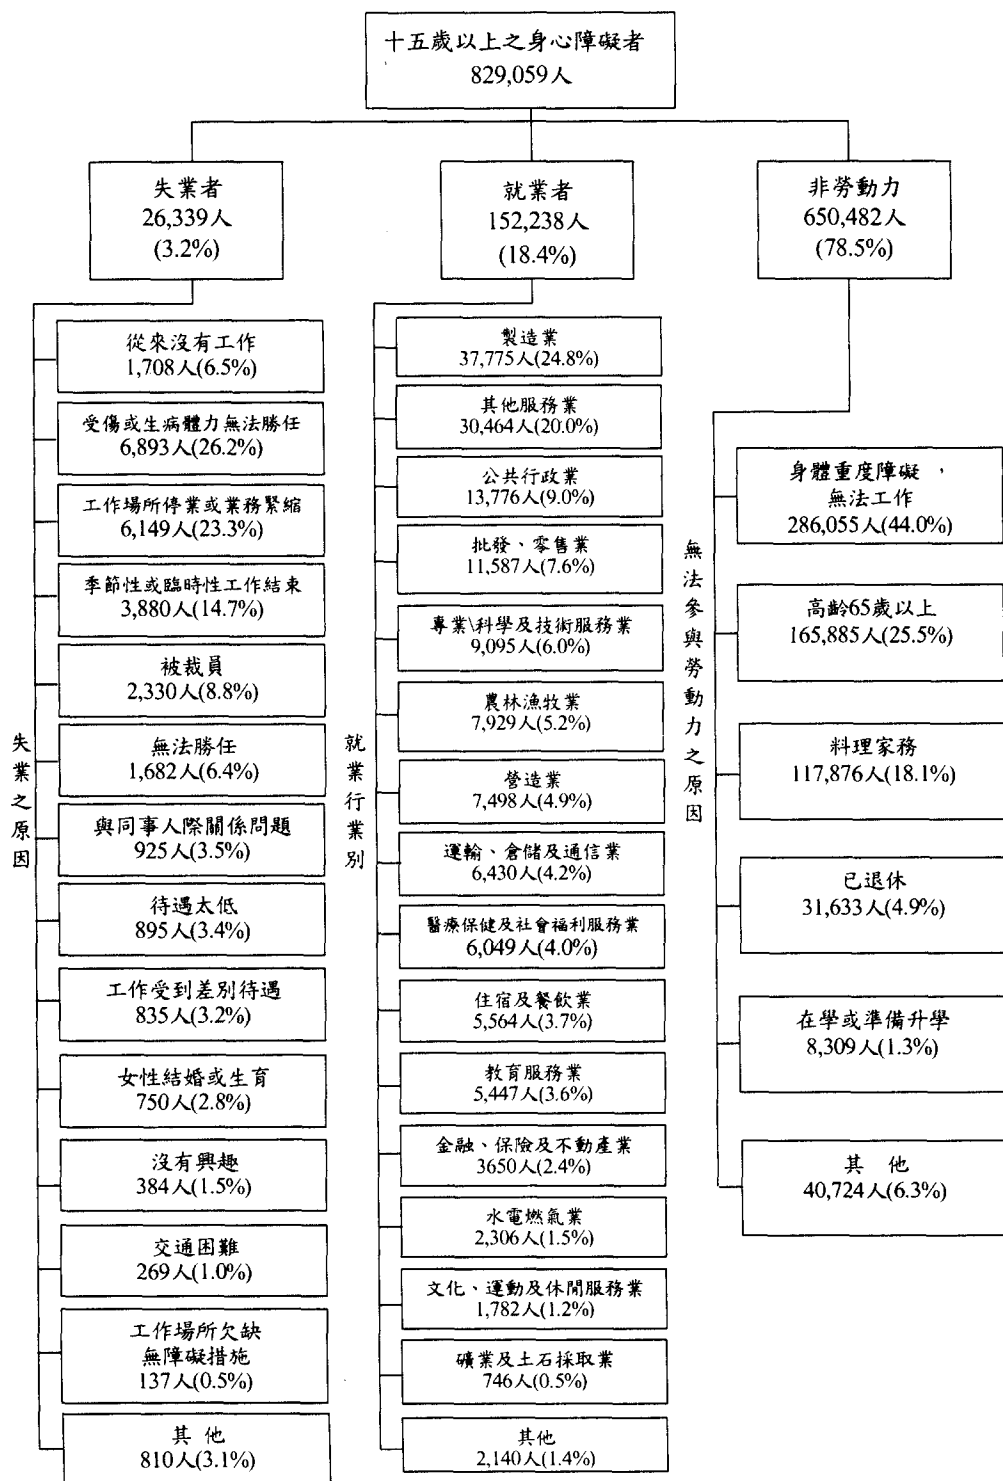 十五歲以上之身心障礙者
829,059人
失業者
26,339人
(3.2%)
就業者
152,238人
(18.4%)
非勞動力
650,482人
(78.5%)
失業之原因
從來沒有工作
1,708人(6.5%)
受傷或生病體力無法勝任
6,893人(26.2%)
工作場所停業或業務緊縮
6,149人(23.3%)
季節性或臨時性工作結束
3,880人(14.7%)
被裁員
2,330人(8.8%)
無法勝任
1,682人(6.4%)
與同事人際關係問題
925人(3.5%)
待遇太低
895人(3.4%)
工作受到差別待遇
835人(3.2%)
女性結婚或生育
750人(2.8%)
沒有興趣
384人(1.5%)
交通困難
269人(1.0%)
工作場所欠缺
無障礙措施
137人(0.5%)
其他
810人(3.1%)
就業行業別
製造業
37,775人(24.8%)
其他服務業
30,464人(20.0%)
公共行政業
13,776人(9.0%)
批發、零售業
11,587人(7.6%)
專業\科學及技術服務業
9,095人(6.0%)
農林漁牧業
7,929人(5.2%)
營造業
7,498人(4.9%)
運輸、倉儲及通信業
6,430人(4.2%)
醫療保健及社會福利服務業
6,049人(4.0%)
住宿及餐飲業
5,564人(3.7%)
教育服務業
5,447人(3.6%)
金融、保險及不動產業
3650人(2.4%)
水電燃氣業
2,306人(1.5%)
文化、運動及休閒服務業
1,782人(1.2%)
礦業及土石採取業
746人(0.5%)
其他
2,140人(1.4%)
無法參與勞動力之原因
身體重度障礙，
無法工作
286,055人(44.0%)
高齡65歲以上
165,885人(25.5%)
料理家務
117,876人(18.1%)
已退休
31,633人(4.9%)
在學或準備升學
8,309人(1.3%)
其 他
40,724人(6.3%)